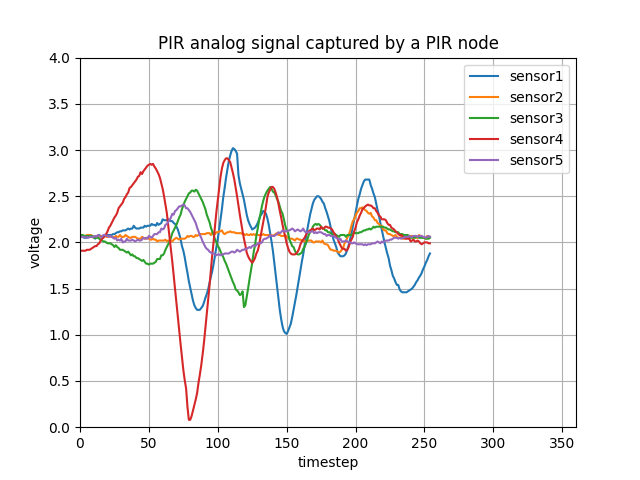 PIR analog signal captured by a PIR node
4.0
3.5
3.0
2.5
2.0
1.5
1.0
0.5
0.0
voltage
0 50 100 150 200 250 300 350
timestep
sensor1
sensor2
sensor3
sensor4
sensor5